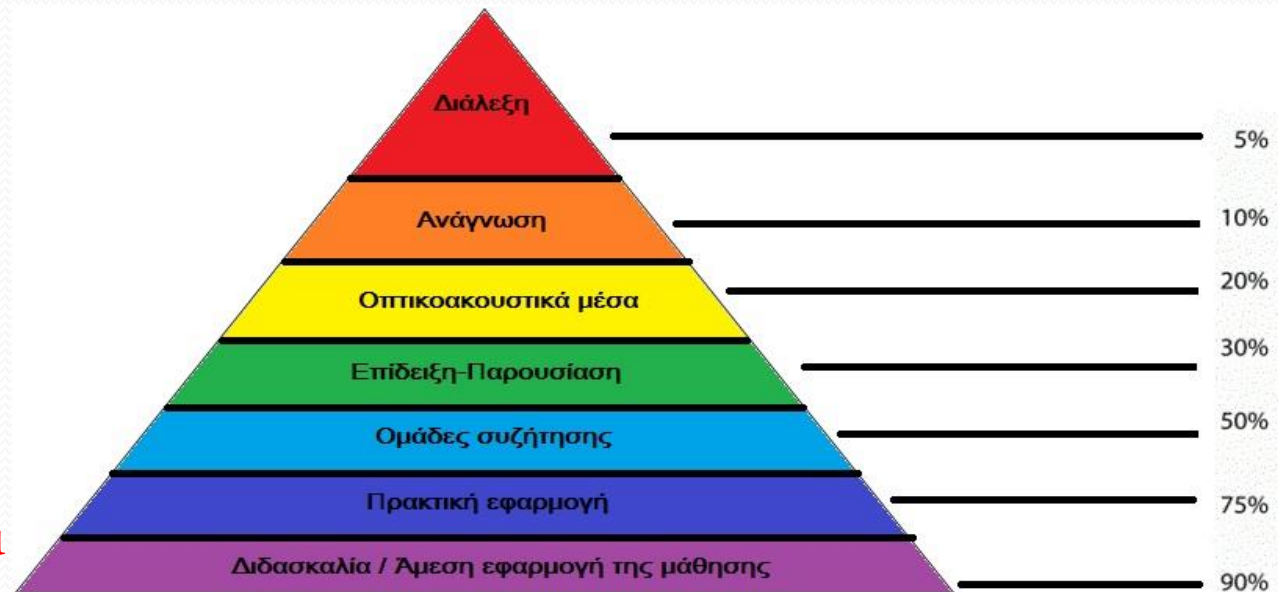 Διάλεξη
5%
Ανάγνωση
10%
Οπτικοακουστικά μέσα
20%
Επίδειξη-Παρουσίαση
30%
Ομάδες συζήτησης
50%
Πρακτική εφαρμογή
75%
Διδασκαλία / Άμεση εφαρμογή της μάθησης
90%